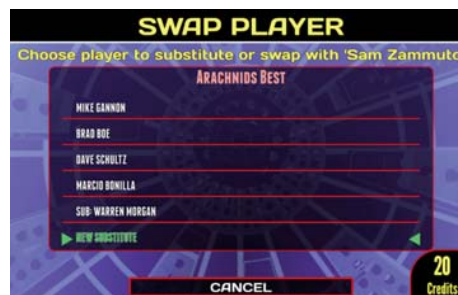 SWAP PLAYER
Choose player to substitute or swap with 'Sam Zammuto
ARACHNIDS BEST
MIKE GANNON
BRAD BOE
DAVE SCHULTZ
MARCIO BONILLA
SUB: WARREN MORGAN
NEW SUBSTITUTE
CANCEL
20
Credits